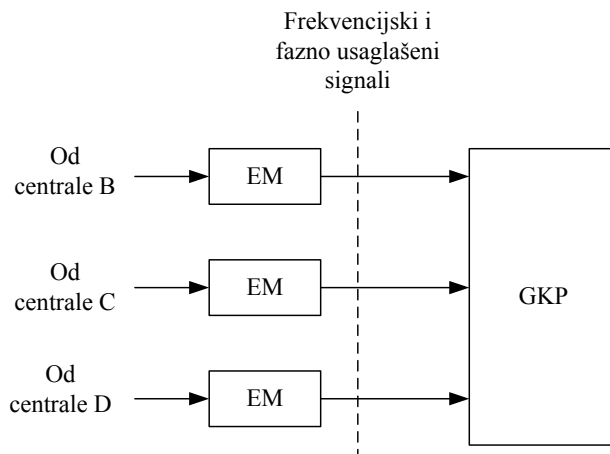 Frekvencijski i
fazno usaglašeni
signali
Od
centrale B
EM
Od
centrale C
EM
GKP
Od
centrale D
EM